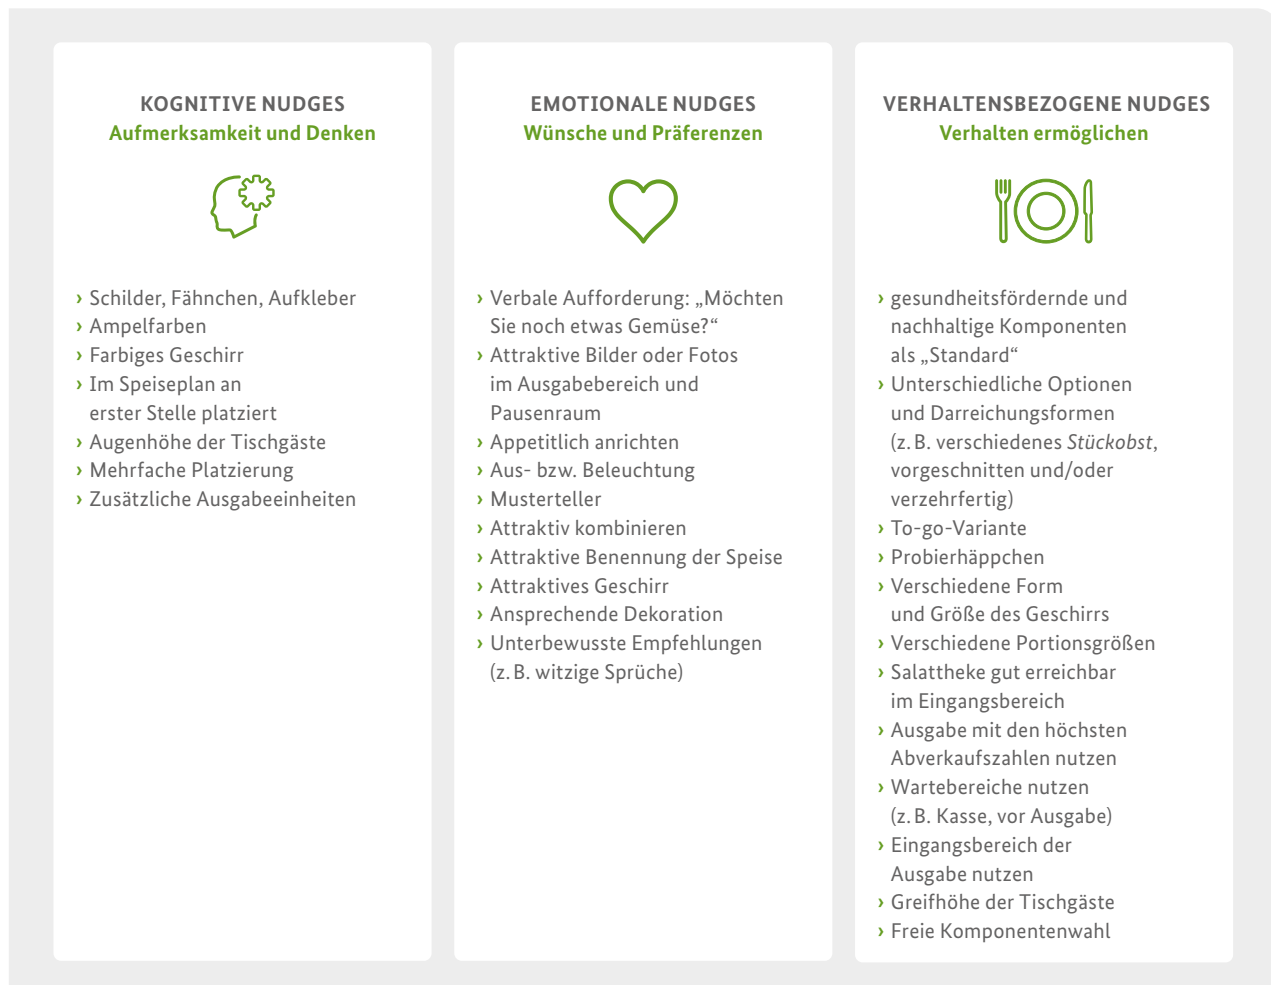 KOGNITIVE NUDGES
Aufmerksamkeit und Denken
› Schilder, Fähnchen, Aufkleber
› Ampelfarben
› Farbiges Geschirr
› Im Speiseplan an
erster Stelle platziert
› Augenhöhe der Tischgäste
› Mehrfache Platzierung
› Zusätzliche Ausgabeeinheiten
EMOTIONALE NUDGES
Wünsche und Präferenzen
› Verbale Aufforderung: „Möchten
Sie noch etwas Gemüse?“
› Attraktive Bilder oder Fotos
im Ausgabebereich und
Pausenraum
› Appetitlich anrichten
› Aus- bzw. Beleuchtung
› Musterteller
› Attraktiv kombinieren
› Attraktive Benennung der Speise
› Attraktives Geschirr
› Ansprechende Dekoration
› Unterbewusste Empfehlungen
(z. B. witzige Sprüche)
VERHALTENSBEZOGENE NUDGES
Verhalten ermöglichen
› gesundheitsfördernde und
nachhaltige Komponenten
als „Standard“
› Unterschiedliche Optionen
und Darreichungsformen
(z. B. verschiedenes Stückobst,
vorgeschnitten und/oder
verzehrfertig)
› To-go-Variante
› Probierhäppchen
› Verschiedene Form
und Größe des Geschirrs
› Verschiedene Portionsgrößen
› Salattheke gut erreichbar
im Eingangsbereich
› Ausgabe mit den höchsten
Abverkaufszahlen nutzen
› Wartebereiche nutzen
(z. B. Kasse, vor Ausgabe)
› Eingangsbereich der
Ausgabe nutzen
› Greifhöhe der Tischgäste
› Freie Komponentenwahl